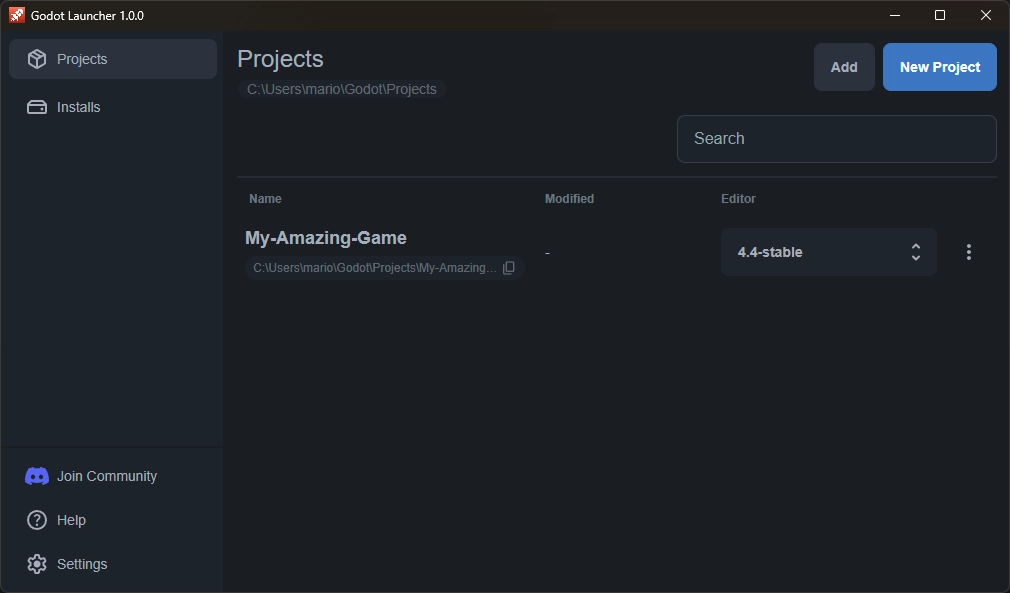 Godot Launcher 1.0.0
Projects
Installs
Join Community
Help
Settings
Projects
C:\Users\mario\Godot\Projects
Add
New Project
Search
Name Modified Editor
My-Amazing-Game
C:\Users\mario\Godot\Projects\My-Amazing...
-
4.4-stable